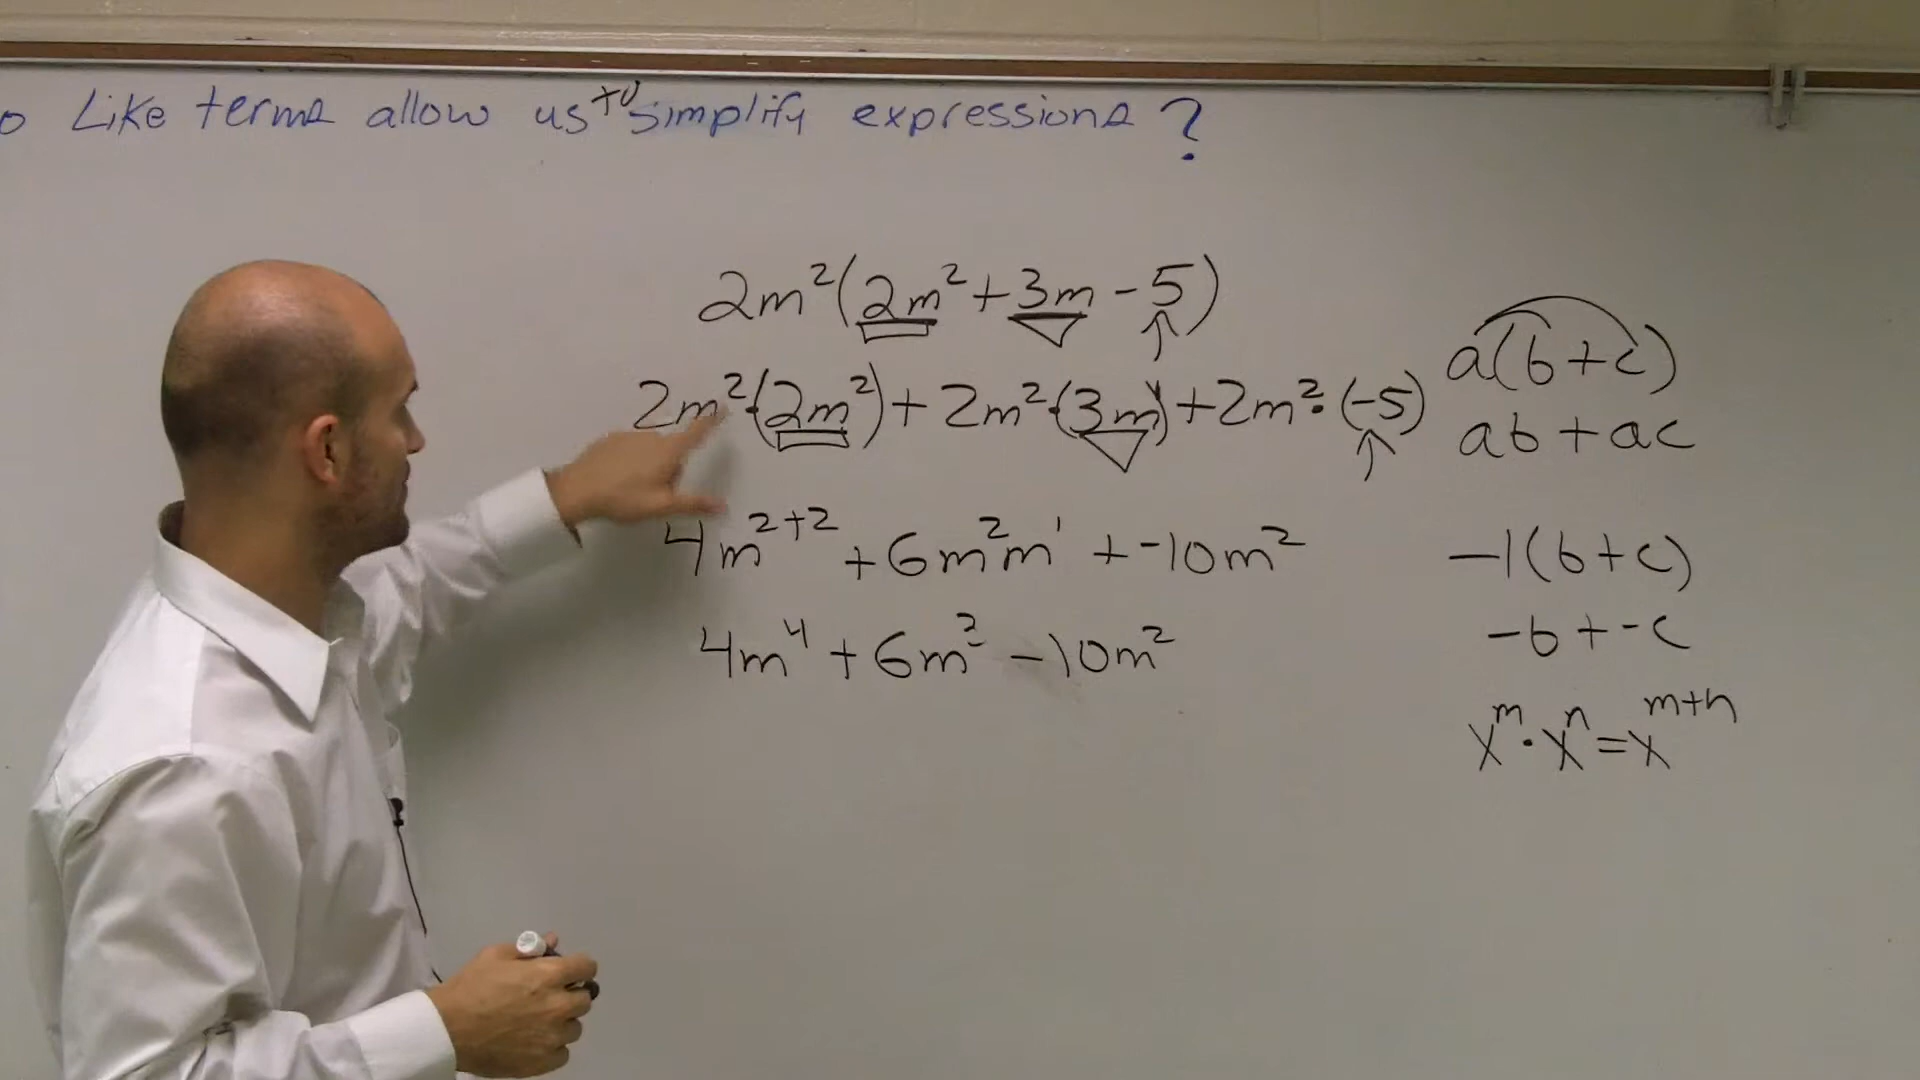 o Like terms allow us to simplify expressions?
2m²(2m² + 3m - 5)
2m²·(2m²) + 2m²·(3m) + 2m²·(-5)
4m²⁺² + 6m²m¹ + -10m²
4m⁴ + 6m³ - 10m²
a(b+c)
ab + ac
-1(b+c)
-b + -c
xᵐ·xⁿ = xᵐ⁺ⁿ